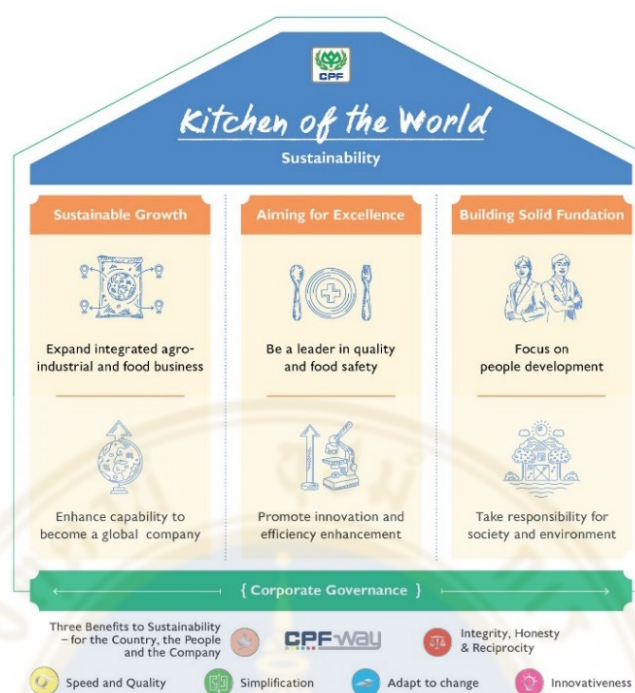 CPF
Kitchen of the World
Sustainability
Sustainable Growth
Expand integrated agro-
industrial and food business
Enhance capability to
become a global company
Aiming for Excellence
Be a leader in quality
and food safety
Promote innovation and
efficiency enhancement
Building Solid Fundation
Focus on
people development
Take responsibility for
society and environment
{ Corporate Governance }
Three Benefits to Sustainability
– for the Country, the People
and the Company
CPF way
Integrity, Honesty
& Reciprocity
Speed and Quality
Simplification
Adapt to change
Innovativeness